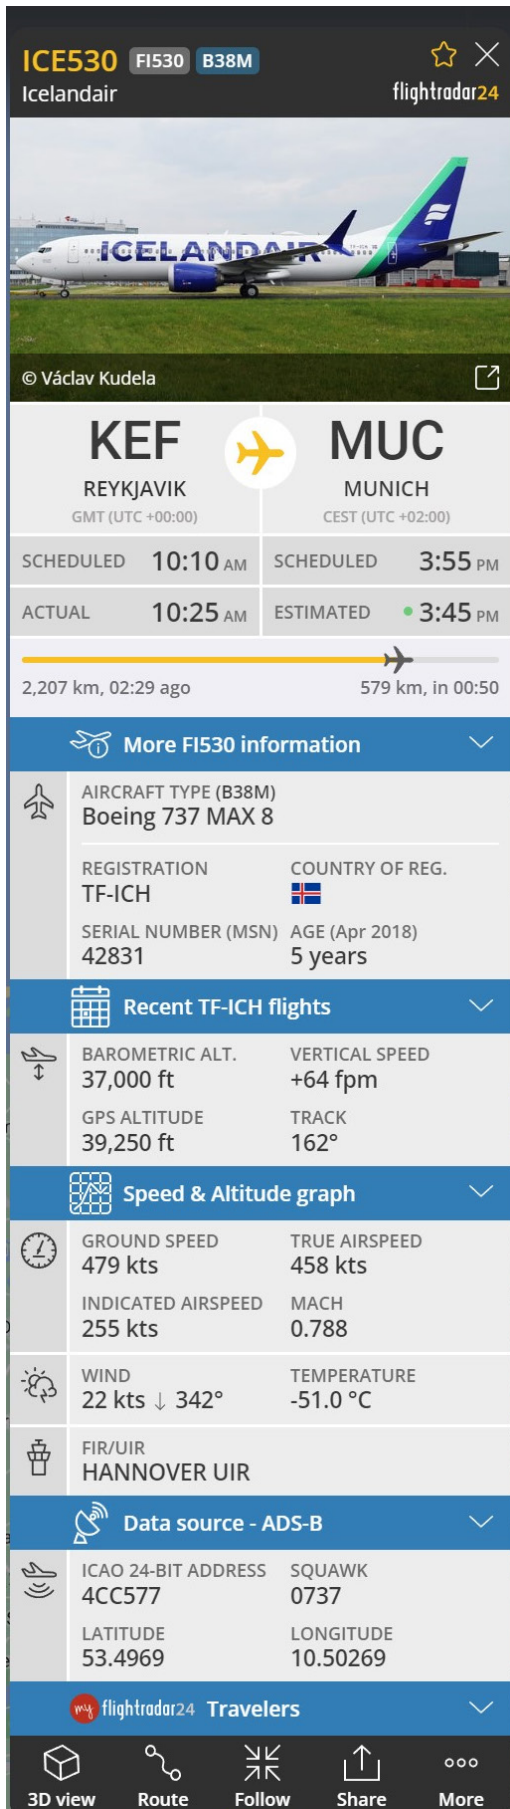 ICE530 FI530 B38M
Icelandair flightradar24
ICELANDAIR TF-ICH
© Václav Kudela
KEF MUC
REYKJAVIK MUNICH
GMT (UTC +00:00) CEST (UTC +02:00)
SCHEDULED 10:10 AM SCHEDULED 3:55 PM
ACTUAL 10:25 AM ESTIMATED 3:45 PM
2,207 km, 02:29 ago 579 km, in 00:50
More FI530 information
AIRCRAFT TYPE (B38M)
Boeing 737 MAX 8
REGISTRATION COUNTRY OF REG.
TF-ICH
SERIAL NUMBER (MSN) AGE (Apr 2018)
42831 5 years
Recent TF-ICH flights
BAROMETRIC ALT. VERTICAL SPEED
37,000 ft +64 fpm
GPS ALTITUDE TRACK
39,250 ft 162°
Speed & Altitude graph
GROUND SPEED TRUE AIRSPEED
479 kts 458 kts
INDICATED AIRSPEED MACH
255 kts 0.788
WIND TEMPERATURE
22 kts ↓ 342° -51.0 °C
FIR/UIR
HANNOVER UIR
Data source - ADS-B
ICAO 24-BIT ADDRESS SQUAWK
4CC577 0737
LATITUDE LONGITUDE
53.4969 10.50269
my flightradar24 Travelers
3D view Route Follow Share More